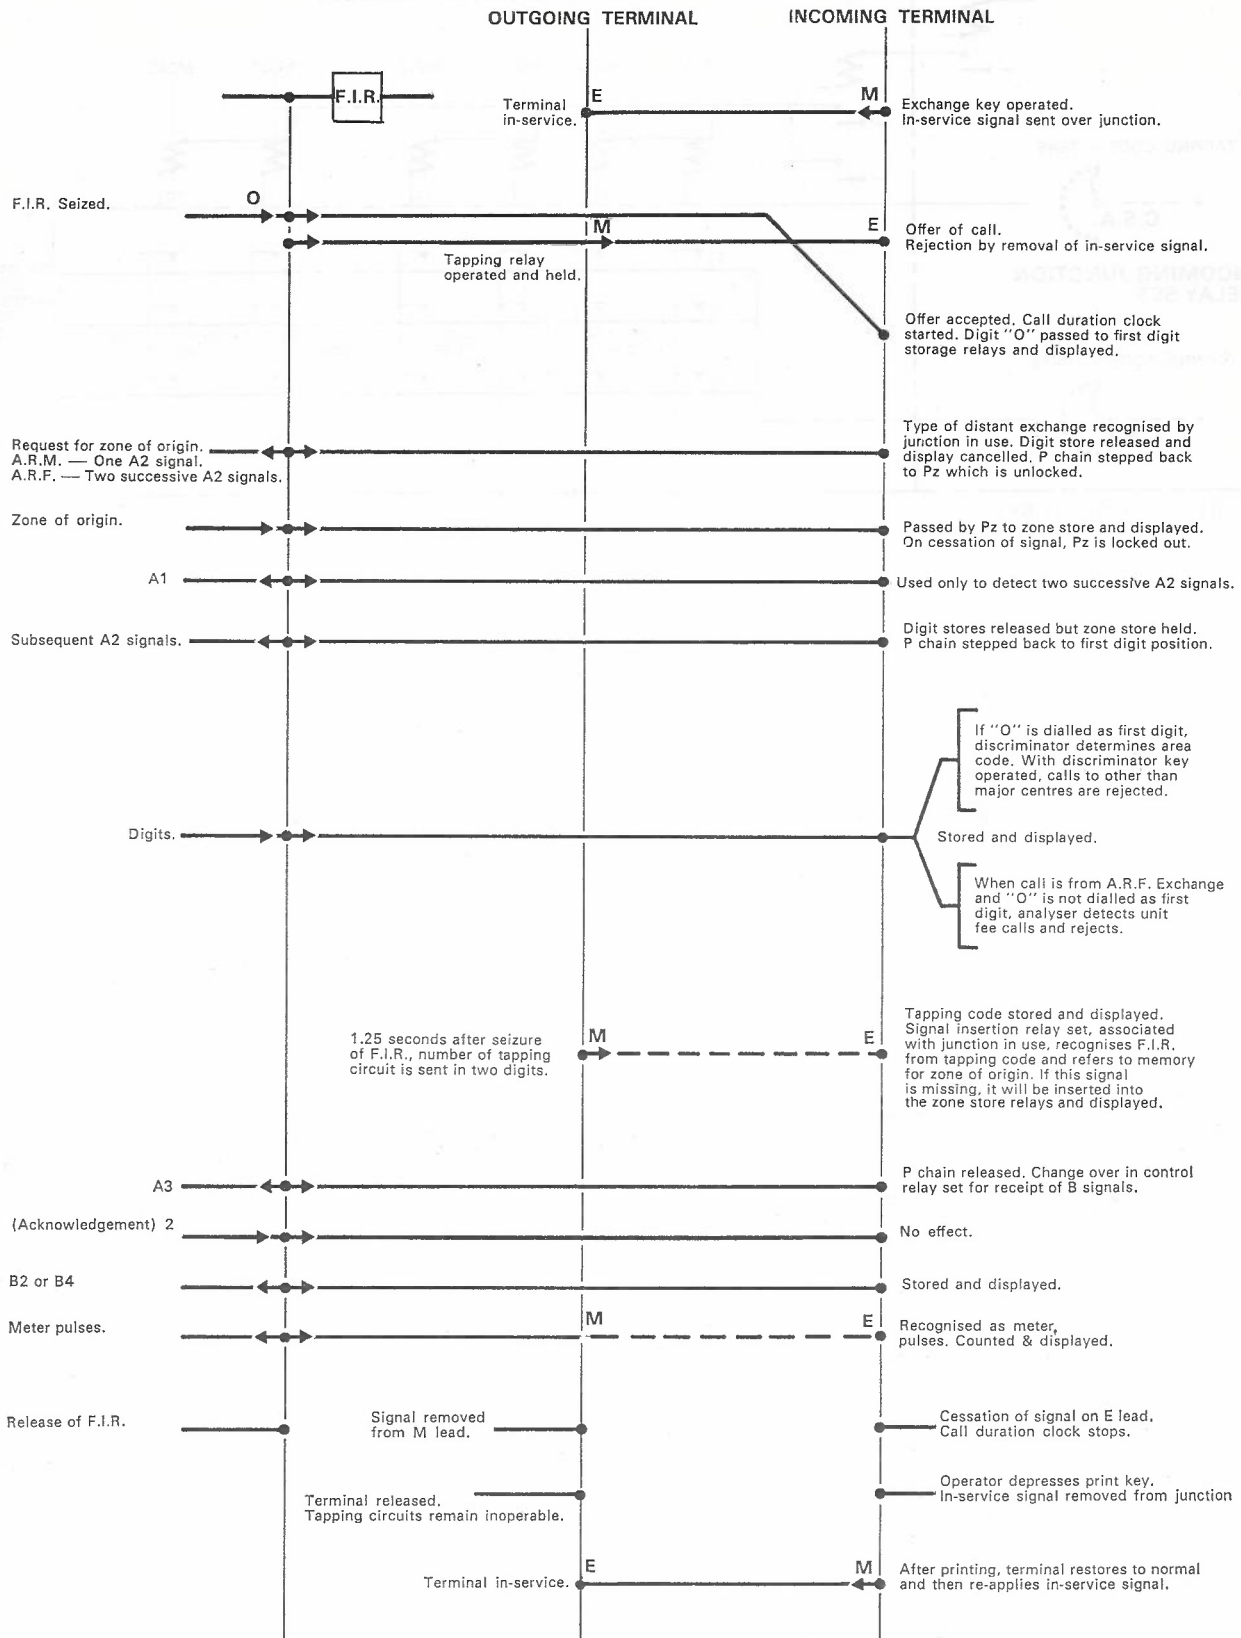 OUTGOING TERMINAL
INCOMING TERMINAL
F.I.R.
Terminal
in-service.
E
M
Exchange key operated.
In-service signal sent over junction.
F.I.R. Seized.
O
M
E
Tapping relay
operated and held.
Offer of call.
Rejection by removal of in-service signal.
Offer accepted. Call duration clock
started. Digit "O" passed to first digit
storage relays and displayed.
Request for zone of origin.
A.R.M. — One A2 signal.
A.R.F. — Two successive A2 signals.
Type of distant exchange recognised by
junction in use. Digit store released and
display cancelled. P chain stepped back
to Pz which is unlocked.
Zone of origin.
Passed by Pz to zone store and displayed.
On cessation of signal, Pz is locked out.
A1
Used only to detect two successive A2 signals.
Subsequent A2 signals.
Digit stores released but zone store held.
P chain stepped back to first digit position.
If "O" is dialled as first digit,
discriminator determines area
code. With discriminator key
operated, calls to other than
major centres are rejected.
Digits.
Stored and displayed.
When call is from A.R.F. Exchange
and "O" is not dialled as first
digit, analyser detects unit
fee calls and rejects.
1.25 seconds after seizure
of F.I.R., number of tapping
circuit is sent in two digits.
M
E
Tapping code stored and displayed.
Signal insertion relay set, associated
with junction in use, recognises F.I.R.
from tapping code and refers to memory
for zone of origin. If this signal
is missing, it will be inserted into
the zone store relays and displayed.
A3
P chain released. Change over in control
relay set for receipt of B signals.
(Acknowledgement) 2
No effect.
B2 or B4
Stored and displayed.
Meter pulses.
M
E
Recognised as meter,
pulses. Counted & displayed.
Release of F.I.R.
Signal removed
from M lead.
Cessation of signal on E lead.
Call duration clock stops.
Terminal released.
Tapping circuits remain inoperable.
Operator depresses print key.
In-service signal removed from junction
Terminal in-service.
E
M
After printing, terminal restores to normal
and then re-applies in-service signal.